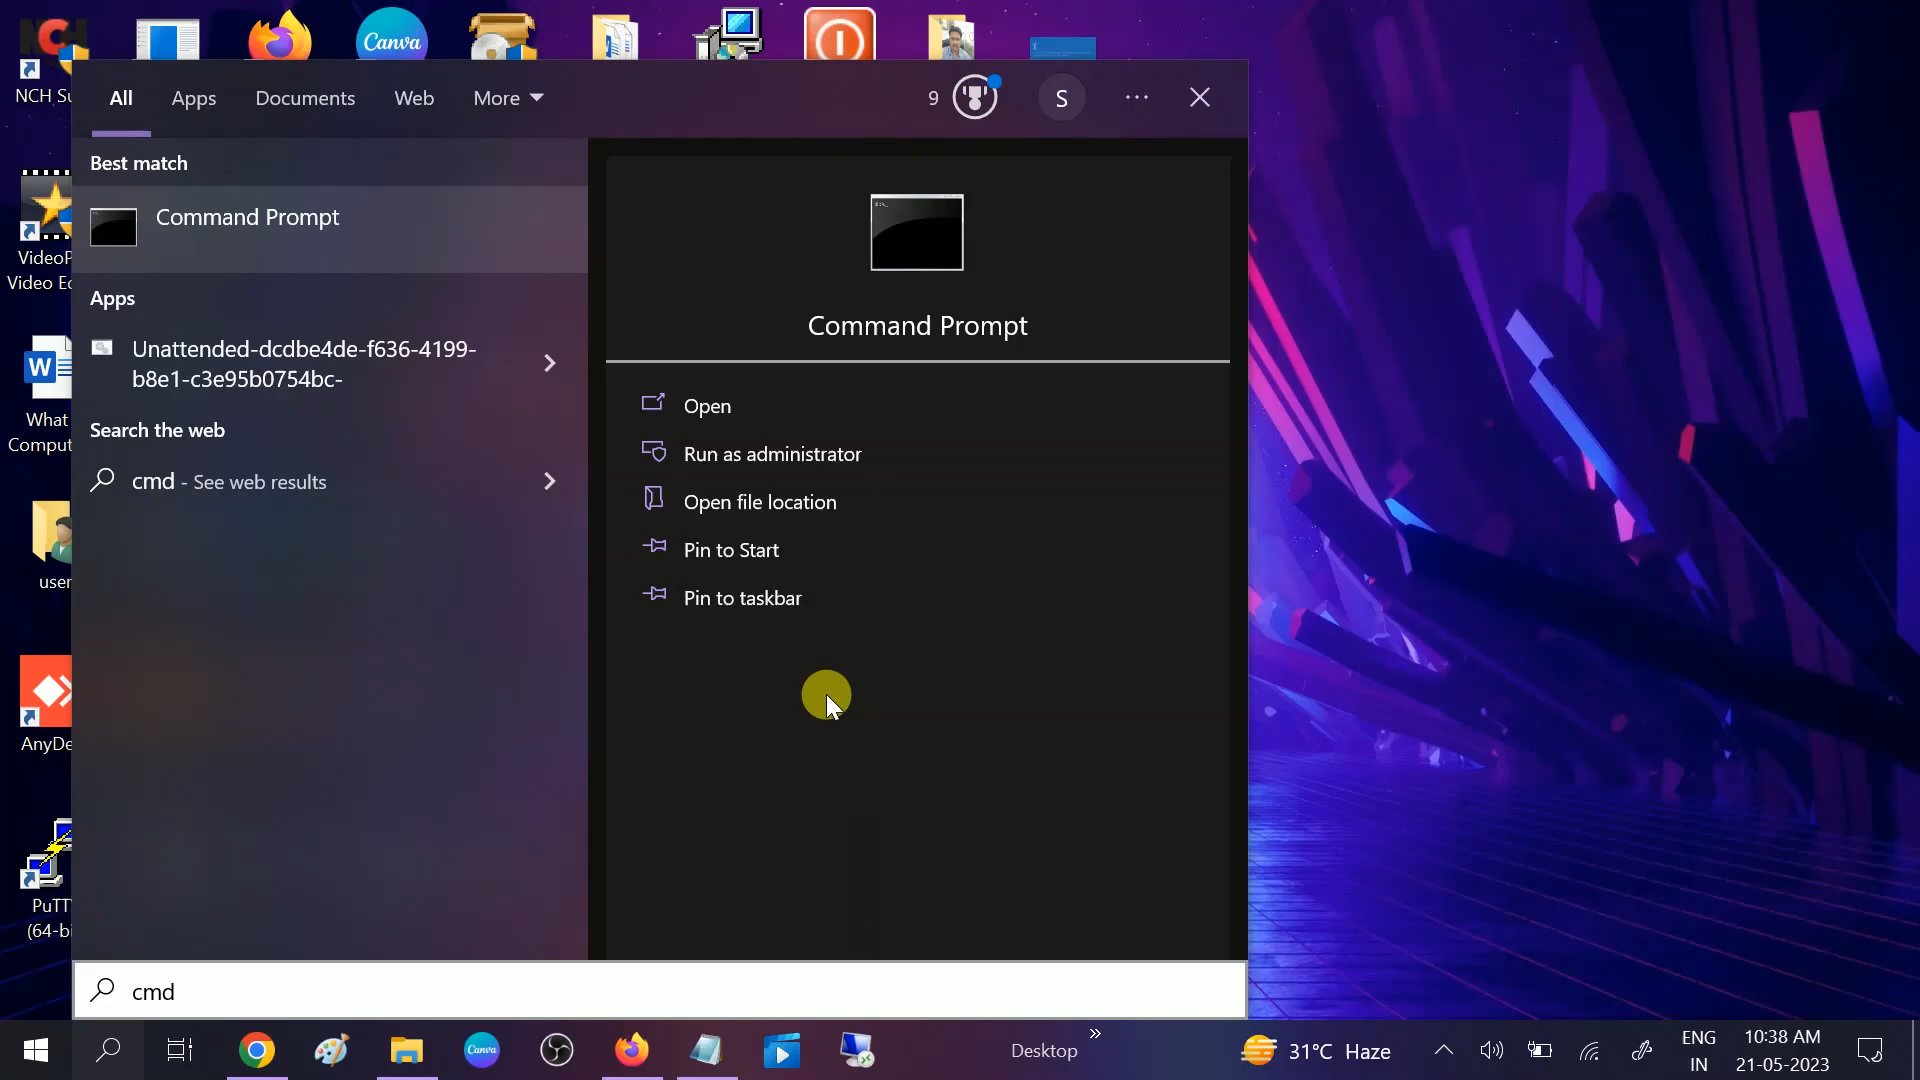 NCH Su
Canva
All
Apps
Documents
Web
More
9
S
Best match
Command Prompt
Apps
Unattended-dcdbe4de-f636-4199-
b8e1-c3e95b0754bc-
Search the web
cmd - See web results
Command Prompt
Open
Run as administrator
Open file location
Pin to Start
Pin to taskbar
VideoP
Video Ed
W
What
Comput
user
AnyDe
PuTT
(64-bi
cmd
Canva
Desktop
31°C Haze
ENG
IN
10:38 AM
21-05-2023